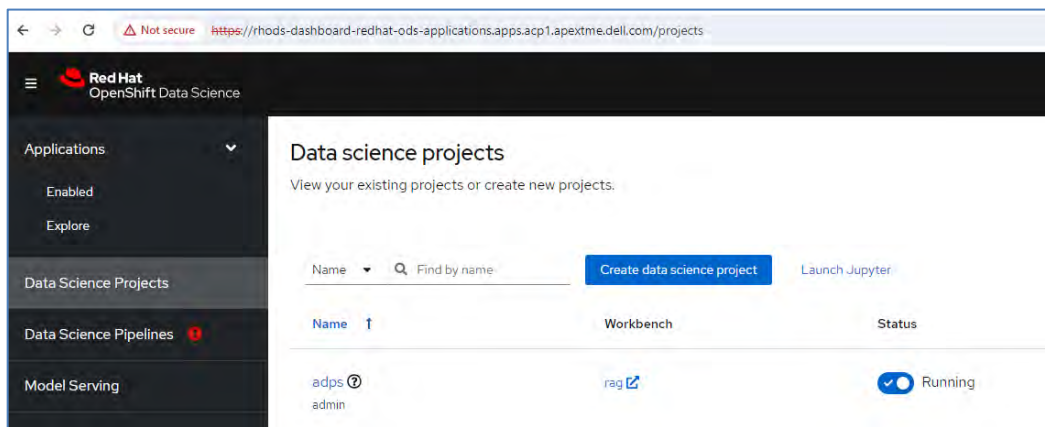 Not secure https://rhods-dashboard-redhat-ods-applications.apps.acp1.apextme.dell.com/projects
Red Hat
OpenShift Data Science
Applications
Enabled
Explore
Data Science Projects
Data Science Pipelines
Model Serving
Data science projects
View your existing projects or create new projects.
Name Find by name Create data science project Launch Jupyter
Name Workbench Status
adps rag Running
admin